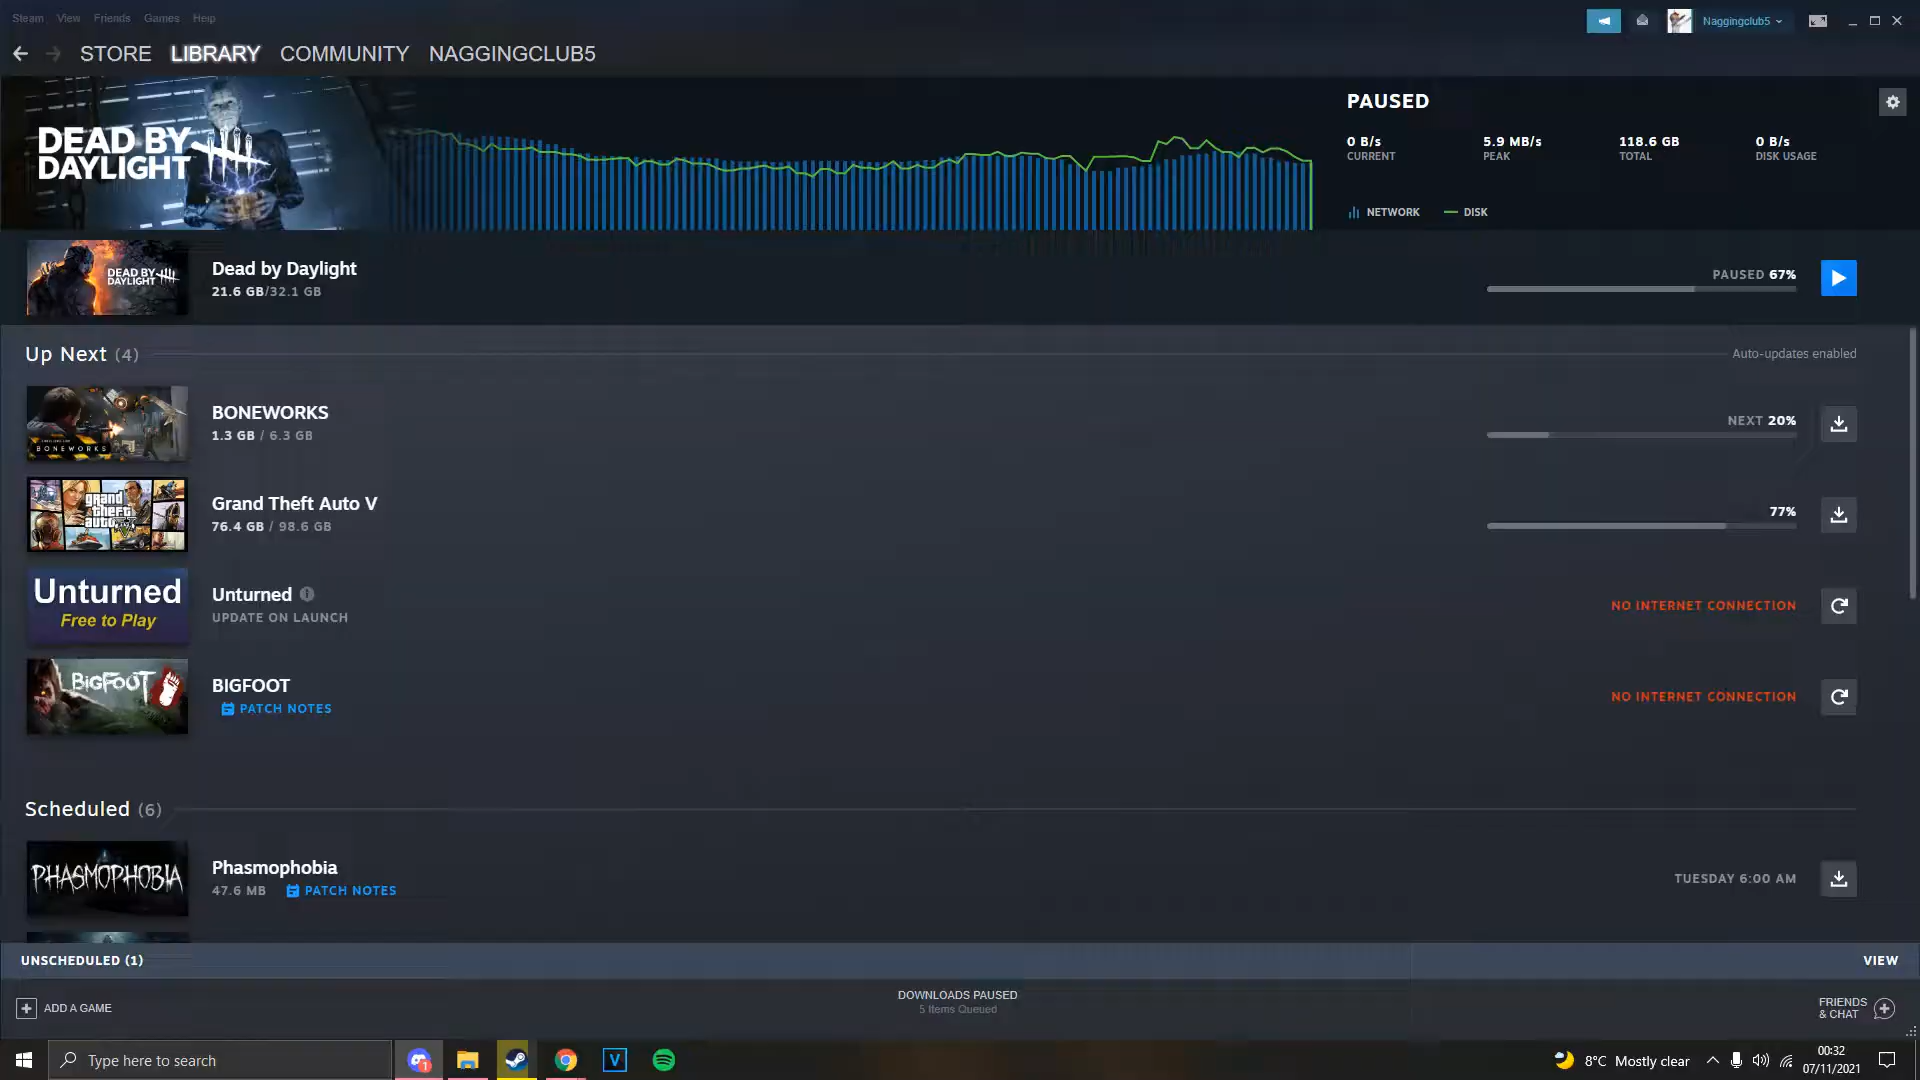 Steam View Friends Games Help
Naggingclub5
STORE LIBRARY COMMUNITY NAGGINGCLUB5
DEAD BY
DAYLIGHT
PAUSED
0 B/s 5.9 MB/s 118.6 GB 0 B/s
CURRENT PEAK TOTAL DISK USAGE
NETWORK DISK
DEAD BY
DAYLIGHT
Dead by Daylight
21.6 GB/32.1 GB
PAUSED 67%
Up Next (4)
Auto-updates enabled
BONEWORKS
BONEWORKS
1.3 GB / 6.3 GB
NEXT 20%
grand
theft
auto
V
Grand Theft Auto V
76.4 GB / 98.6 GB
77%
Unturned
Free to Play
Unturned
UPDATE ON LAUNCH
NO INTERNET CONNECTION
BIGFOOT
BIGFOOT
PATCH NOTES
NO INTERNET CONNECTION
Scheduled (6)
PHASMOPHOBIA
Phasmophobia
47.6 MB PATCH NOTES
TUESDAY 6:00 AM
UNSCHEDULED (1)
VIEW
ADD A GAME
DOWNLOADS PAUSED
5 Items Queued
FRIENDS
& CHAT
Type here to search
1
V
8°C Mostly clear
00:32
07/11/2021